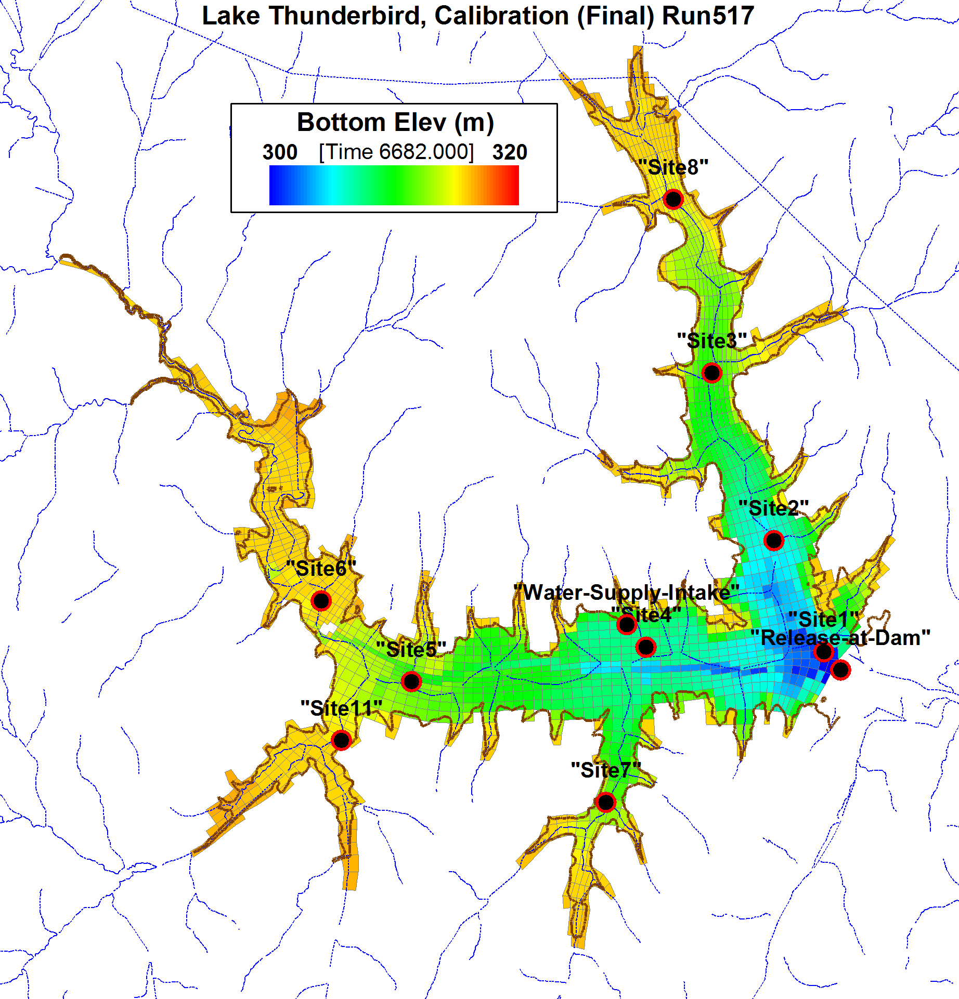 Lake Thunderbird, Calibration (Final) Run517
Bottom Elev (m)
300 [Time 6682.000] 320
"Site8"
"Site3"
"Site2"
"Site6"
"Water-Supply-Intake"
"Site4"
"Site1"
"Release-at-Dam"
"Site5"
"Site11"
"Site7"